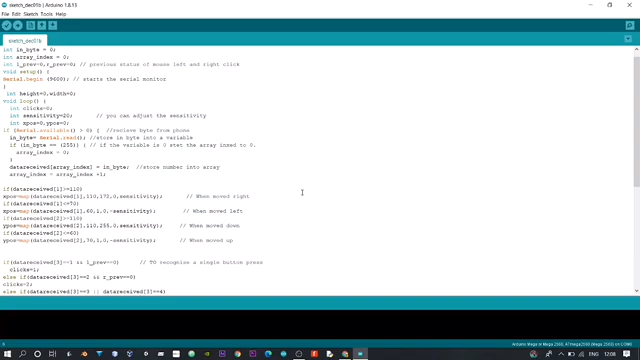 sketch_dec01b | Arduino 1.8.13
File Edit Sketch Tools Help
sketch_dec01b
int in_byte = 0;
int array_index = 0;
int l_prev=0,r_prev=0; // previous status of mouse left and right click
void setup() {
Serial.begin (9600); // starts the serial monitor
}
int height=0,width=0;
void loop() {
int clicks=0;
int sensitivity=20; // you can adjust the sensitivity
int xpos=0,ypos=0;
if (Serial.available() > 0) { //recieve byte from phone
in_byte= Serial.read(); //store in byte into a variable
if (in_byte == (255)) { // if the variable is 0 stet the array insed to 0.
array_index = 0;
}
datareceived[array_index] = in_byte; //store number into array
array_index = array_index +1;
if(datareceived[1]>=110)
xpos=map(datareceived[1],110,172,0,sensitivity); // When moved right
if(datareceived[1]<=70)
xpos=map(datareceived[1],60,1,0,-sensitivity); // When moved left
if(datareceived[2]>=110)
ypos=map(datareceived[2],110,255,0,sensitivity); // When moved down
if(datareceived[2]<=60)
ypos=map(datareceived[2],30,1,0,-sensitivity); // When moved up
if(datareceived[3]==1 && l_prev==0) // TO recognise a single button press
clicks=1;
else if(datareceived[3]==2 && r_prev==0)
clicks=2;
else if(datareceived[3]==3 || datareceived[3]==4)
Arduino Mega or Mega 2560, ATmega2560 (Mega 2560) on COM8
12:08